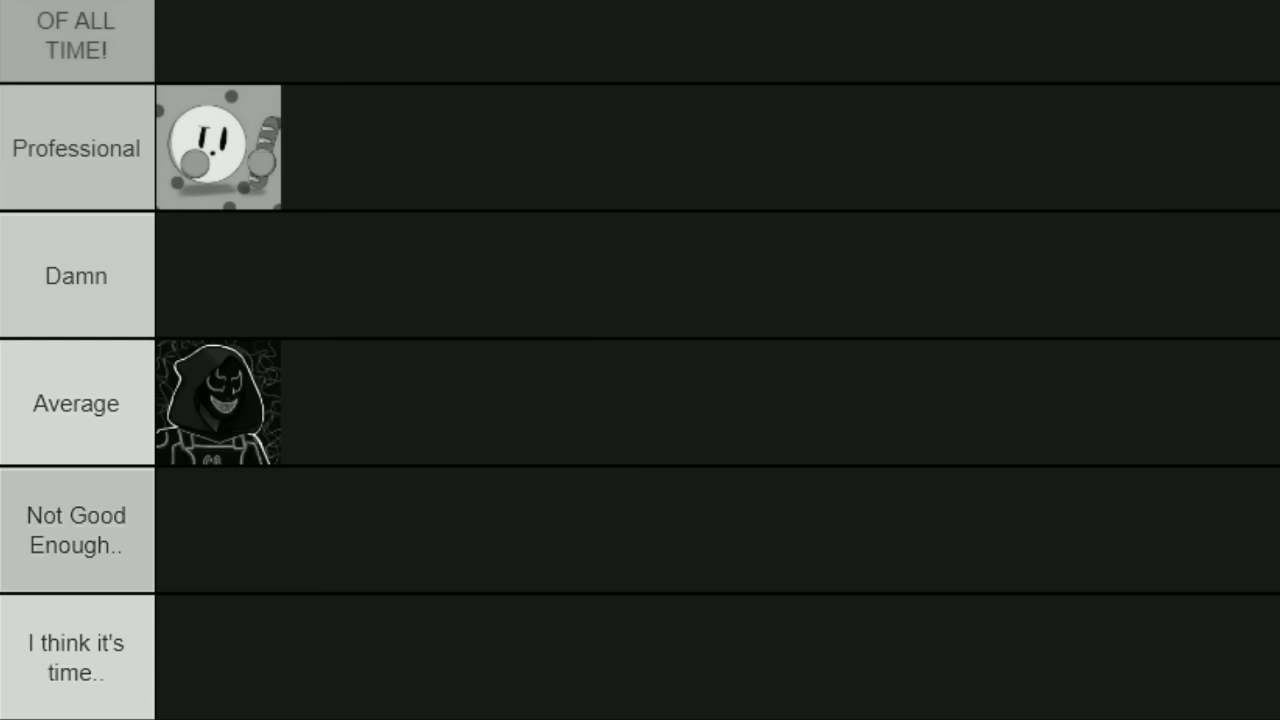 OF ALL
TIME!
Professional
Damn
Average
Not Good
Enough..
I think it's
time..